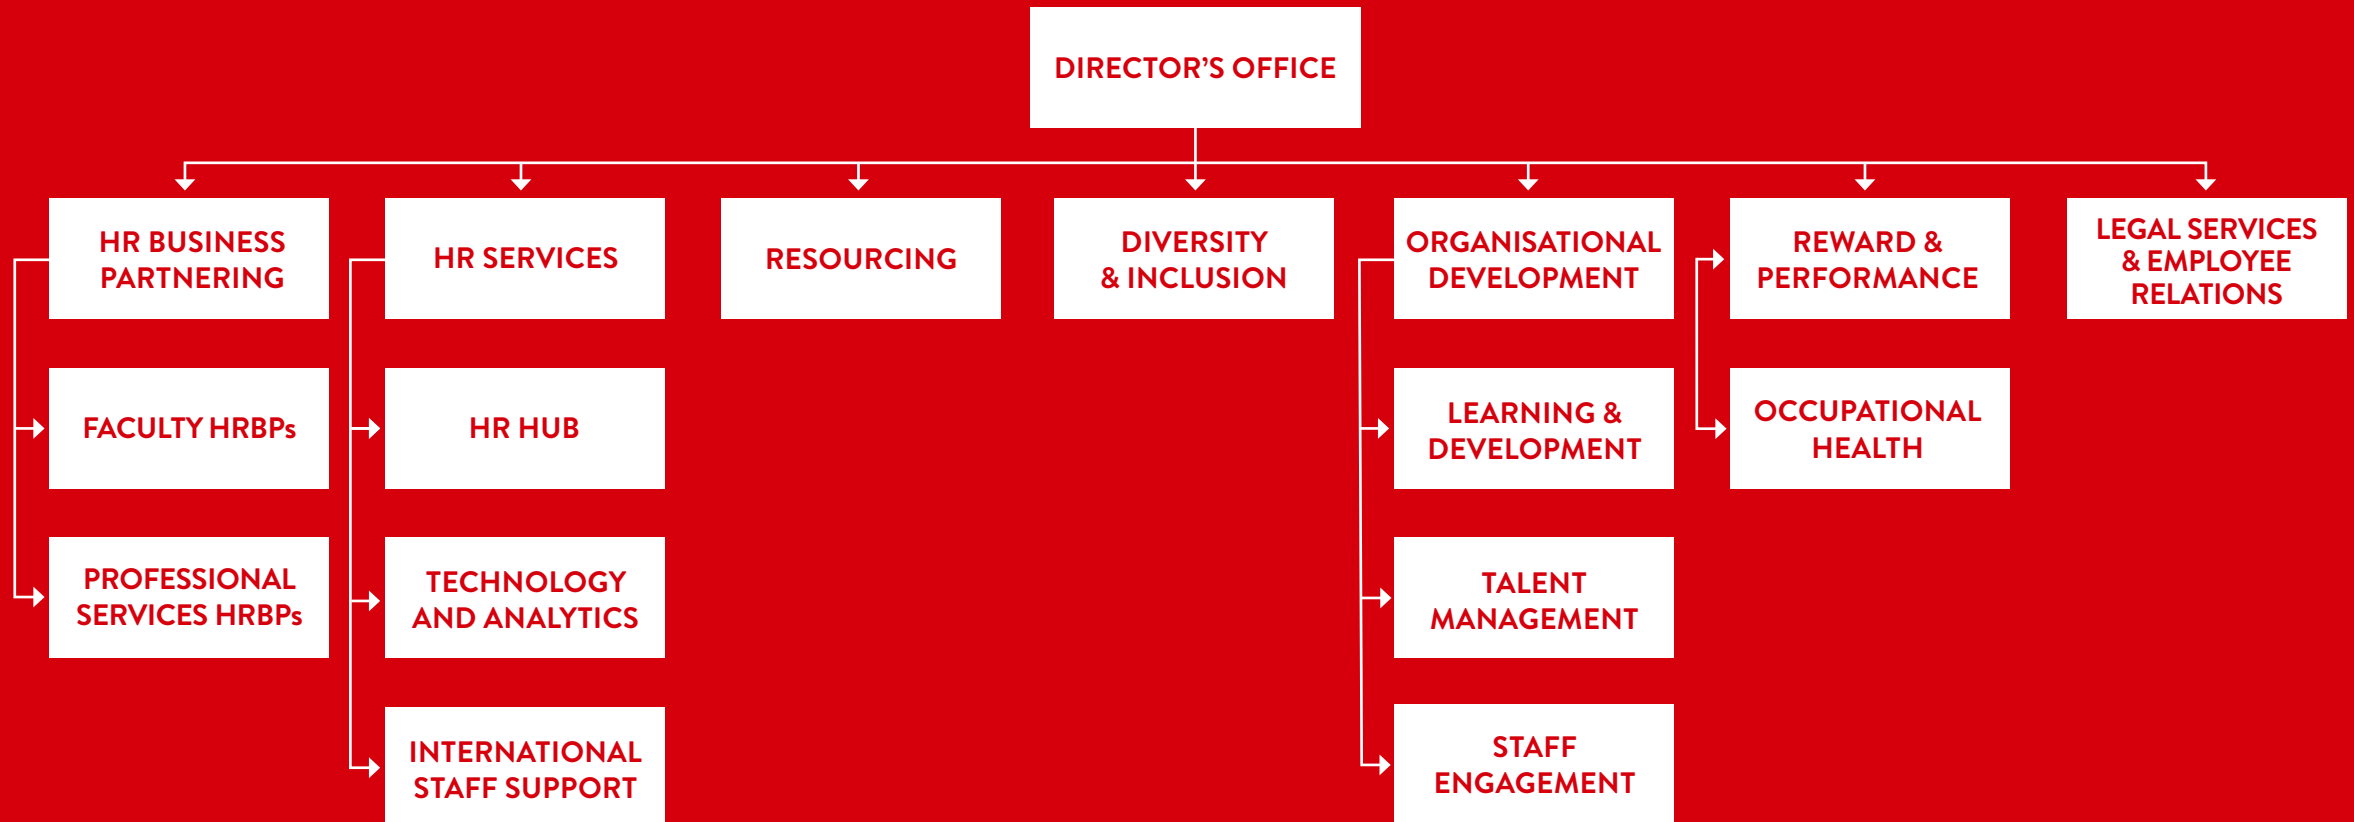 DIRECTOR’S OFFICE
HR BUSINESS
PARTNERING
HR SERVICES
RESOURCING
DIVERSITY
& INCLUSION
ORGANISATIONAL
DEVELOPMENT
REWARD &
PERFORMANCE
LEGAL SERVICES
& EMPLOYEE
RELATIONS
FACULTY HRBPs
HR HUB
LEARNING &
DEVELOPMENT
OCCUPATIONAL
HEALTH
PROFESSIONAL
SERVICES HRBPs
TECHNOLOGY
AND ANALYTICS
TALENT
MANAGEMENT
INTERNATIONAL
STAFF SUPPORT
STAFF
ENGAGEMENT